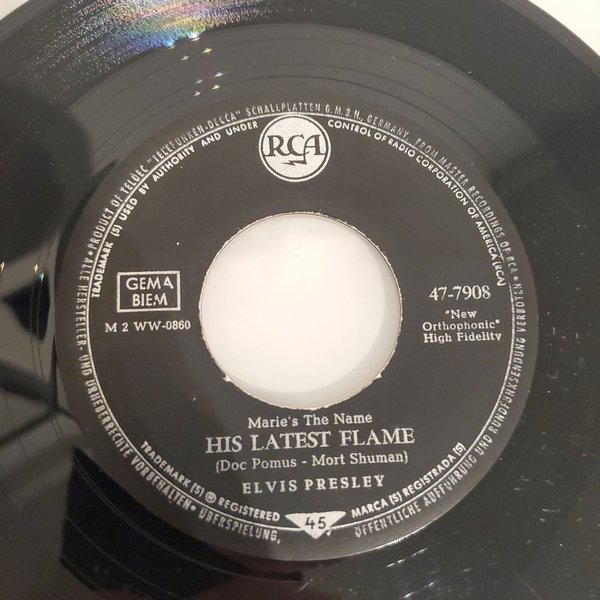 • PRODUCT OF TELDEC "TELEFUNKEN-DECCA" SCHALLPLATTEN G.M.B.H. GERMANY, FROM MASTER RECORDINGS OF RCA •
TRADEMARK (S) USED BY AUTHORITY AND UNDER CONTROL OF RADIO CORPORATION OF AMERICA (RCA)
RCA
GEMA
BIEM
M 2 WW-0860
47-7908
"New
Orthophonic"
High Fidelity
Marie's The Name
HIS LATEST FLAME
(Doc Pomus - Mort Shuman)
ELVIS PRESLEY
TRADEMARK (S) ® REGISTERED
45
MARCA (S) REGISTRADA (S)
ALLE HERSTELLER- UND URHEBERRECHTE VORBEHALTEN • ÜBERSPIELUNG, ÖFFENTLICHE AUFFÜHRUNG UND RUNDFUNKSENDUNG VERBOTEN